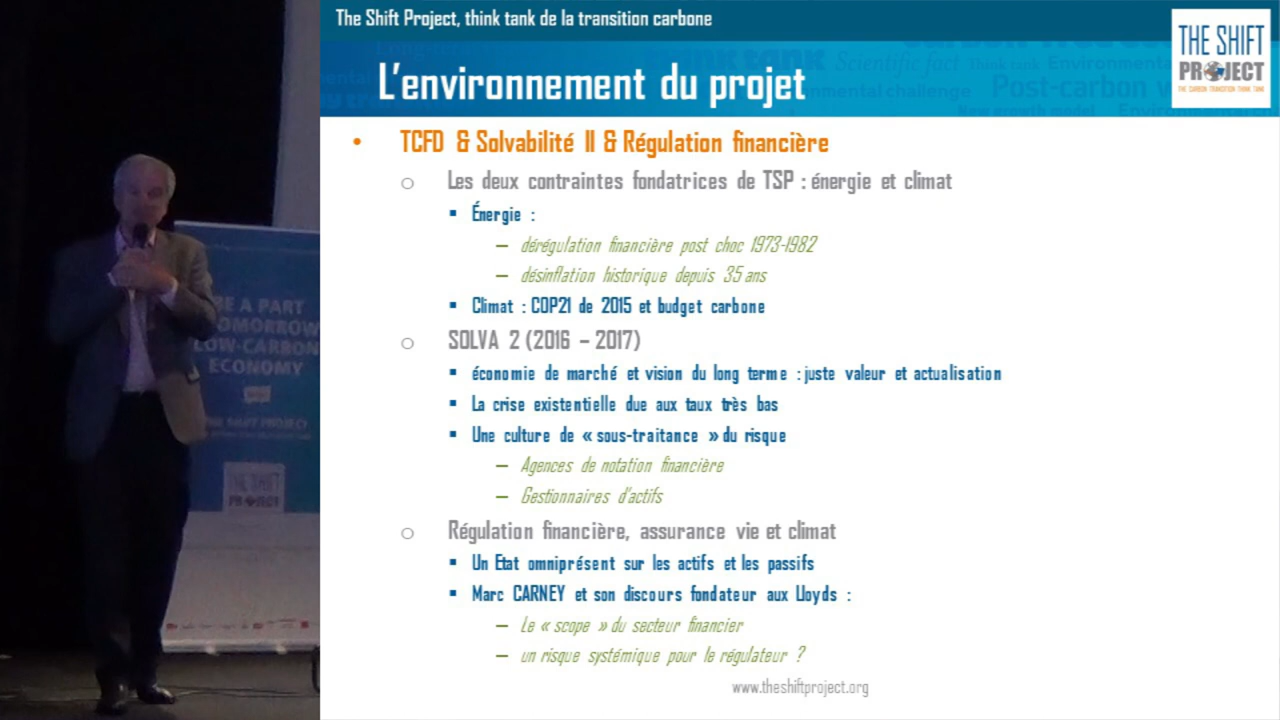 The Shift Project, think tank de la transition carbone
L'environnement du projet
THE SHIFT
PROJECT
THE CARBON TRANSITION THINK TANK
Scientific fact Think tank
Post-carbon
• TCFD & Solvabilité II & Régulation financière
o Les deux contraintes fondatrices de TSP : énergie et climat
▪ Énergie :
– dérégulation financière post choc 1973-1982
– désinflation historique depuis 35 ans
▪ Climat : COP21 de 2015 et budget carbone
o SOLVA 2 (2016 – 2017)
▪ économie de marché et vision du long terme : juste valeur et actualisation
▪ La crise existentielle due aux taux très bas
▪ Une culture de « sous-traitance » du risque
– Agences de notation financière
– Gestionnaires d'actifs
o Régulation financière, assurance vie et climat
▪ Un Etat omniprésent sur les actifs et les passifs
▪ Marc CARNEY et son discours fondateur aux Lloyds :
– Le « scope » du secteur financier
– un risque systémique pour le régulateur ?
www.theshiftproject.org
BE A PART
TOMORROW
LOW-CARBON
ECONOMY
THE SHIFT PROJECT
THE SHIFT
PROJECT